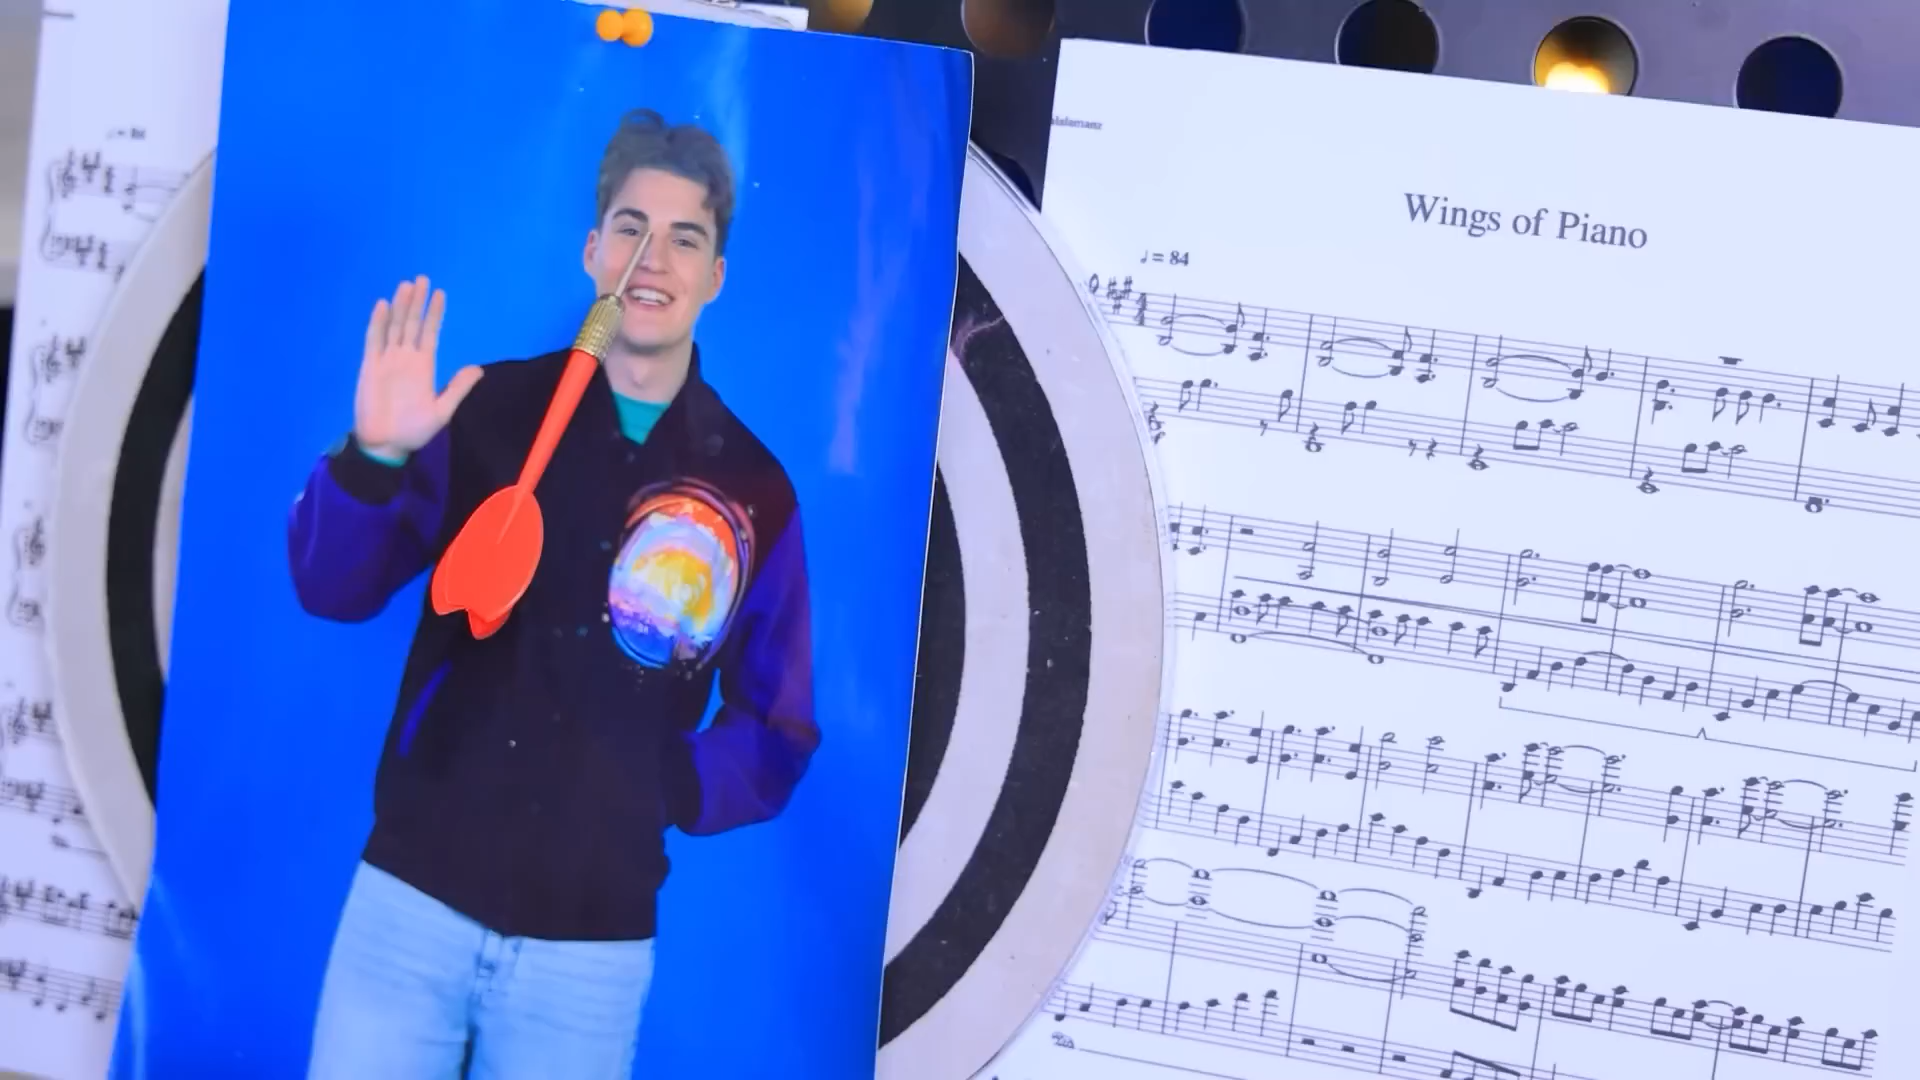 Wings of Piano
♩ = 84